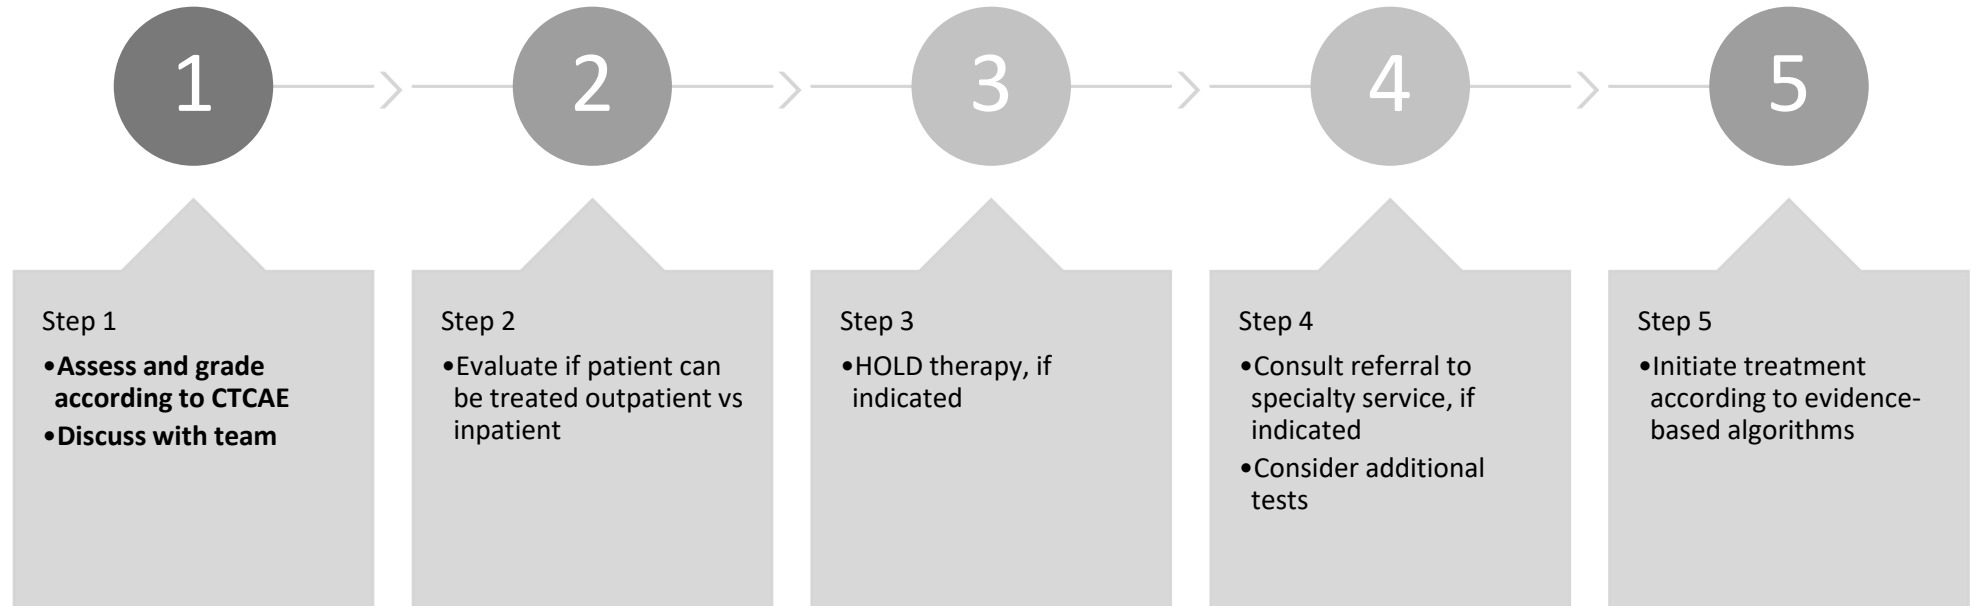 1
2
3
4
5
Step 1
•Assess and grade
according to CTCAE
•Discuss with team
Step 2
•Evaluate if patient can
be treated outpatient vs
inpatient
Step 3
•HOLD therapy, if
indicated
Step 4
•Consult referral to
specialty service, if
indicated
•Consider additional
tests
Step 5
•Initiate treatment
according to evidence-
based algorithms